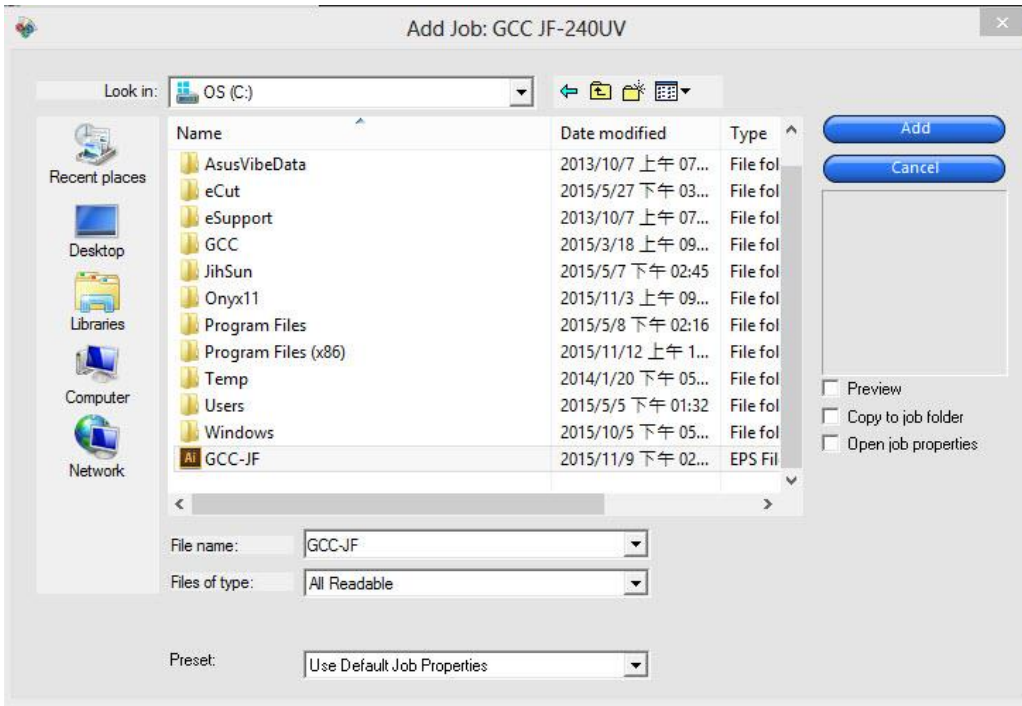 Add Job: GCC JF-240UV
Look in: OS (C:)
Name Date modified Type
AsusVibeData 2013/10/7 上午 07... File fol
eCut 2015/5/27 下午 03... File fol
eSupport 2013/10/7 上午 07... File fol
GCC 2015/3/18 上午 09... File fol
JihSun 2015/5/7 下午 02:45 File fol
Onyx11 2015/11/3 上午 09... File fol
Program Files 2015/5/8 下午 02:16 File fol
Program Files (x86) 2015/11/12 上午 1... File fol
Temp 2014/1/20 下午 05... File fol
Users 2015/5/5 下午 01:32 File fol
Windows 2015/10/5 下午 05... File fol
Ai GCC-JF 2015/11/9 下午 02... EPS Fil
Recent places
Desktop
Libraries
Computer
Network
Add
Cancel
Preview
Copy to job folder
Open job properties
File name: GCC-JF
Files of type: All Readable
Preset: Use Default Job Properties